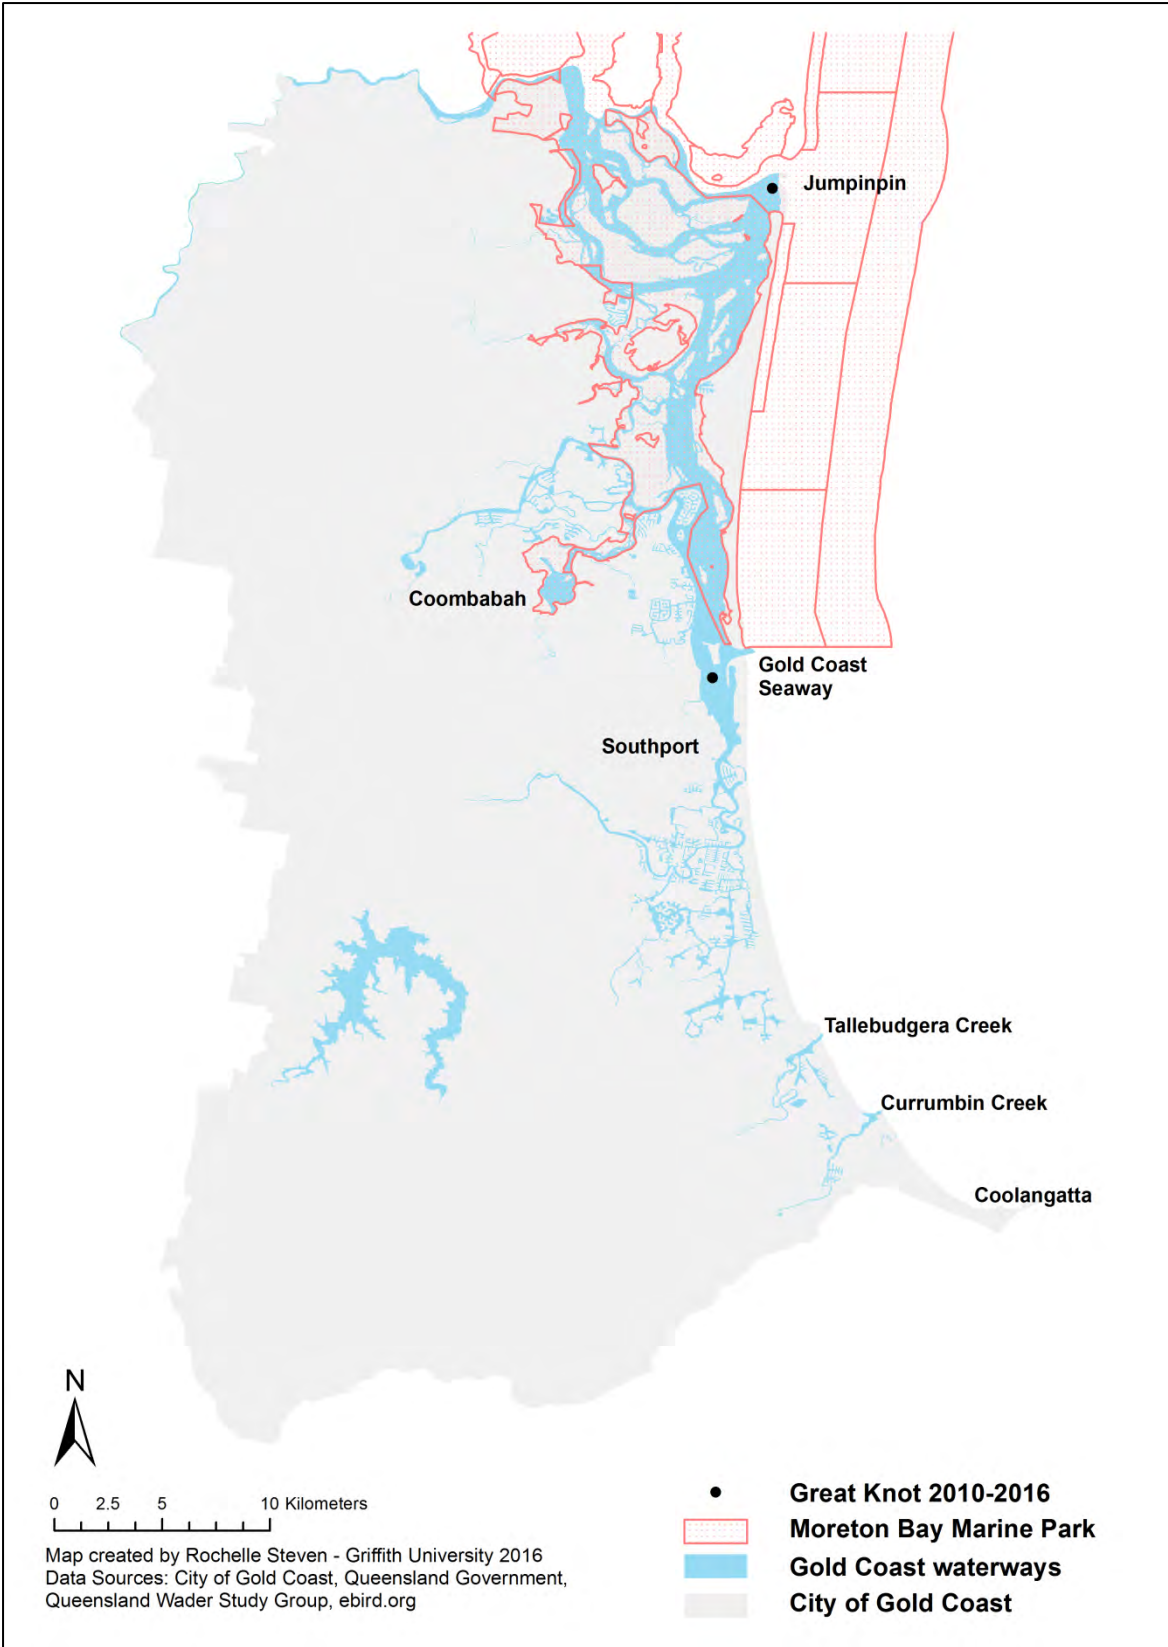 Jumpinpin
Coombabah
Gold Coast
Seaway
Southport
Tallebudgera Creek
Currumbin Creek
Coolangatta
N
0 2.5 5 10 Kilometers
Map created by Rochelle Steven - Griffith University 2016
Data Sources: City of Gold Coast, Queensland Government,
Queensland Wader Study Group, ebird.org
Great Knot 2010-2016
Moreton Bay Marine Park
Gold Coast waterways
City of Gold Coast